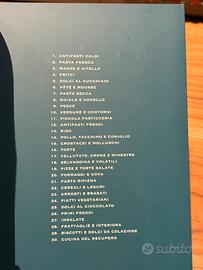 1. ANTIPASTI CALDI
2. PASTA FRESCA
3. MANZO E VITELLO
4. FRITTI
5. DOLCI AL CUCCHIAIO
6. PÂTÉ E MOUSSE
7. PASTA SECCA
8. PESCE
9. MAIALE E AGNELLO
10. VERDURE E CONTORNI
11. PICCOLA PASTICCERIA
12. ANTIPASTI FREDDI
13. RISO
14. POLLO, TACCHINO E CONIGLIO
15. CROSTACEI E MOLLUSCHI
16. TORTE
17. VELLUTATE, CREME E MINESTRE
18. SELVAGGINA E VOLATILI
19. PIZZE E TORTE SALATE
20. FORMAGGI E UOVA
21. PASTA RIPIENA
22. CEREALI E LEGUMI
23. ARROSTI E BRASATI
24. PIATTI VEGETARIANI
25. DOLCI AL CIOCCOLATO
26. PRIMI FREDDI
27. INSALATE
28. FRATTAGLIE E INTERIORA
29. BISCOTTI E DOLCI DA COLAZIONE
30. CUCINA DEL RECUPERO
subito